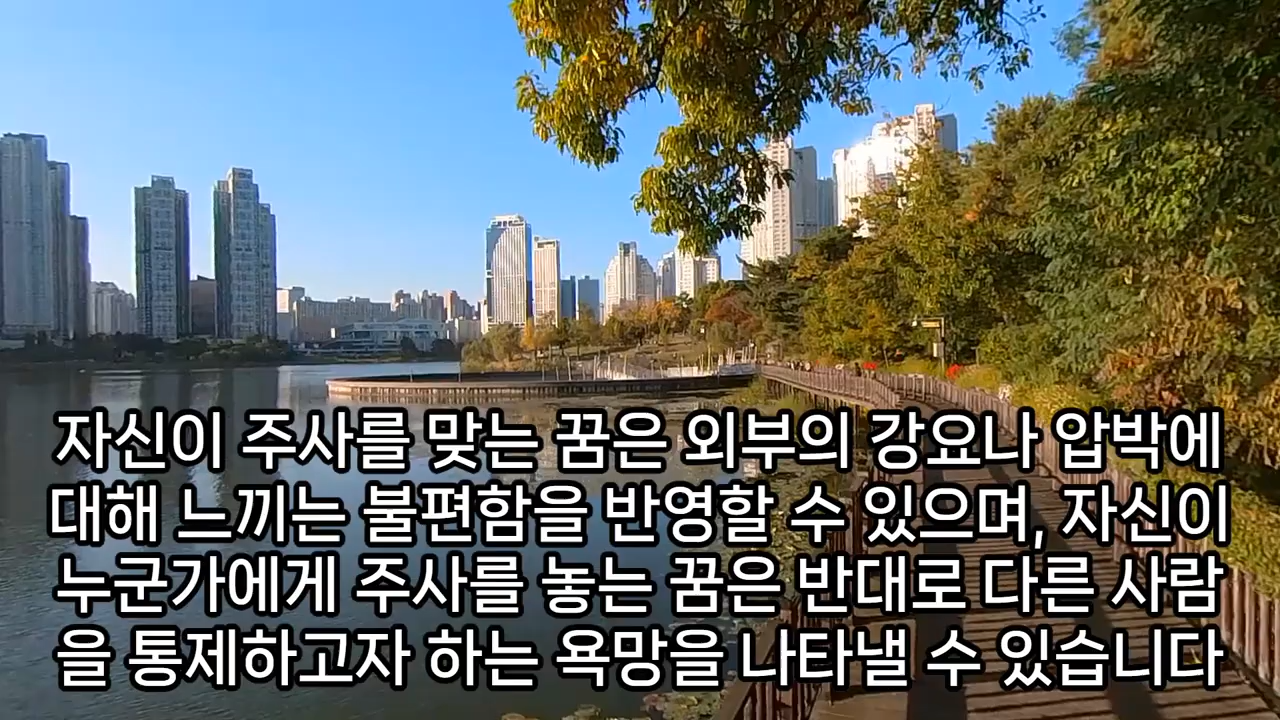 자신이 주사를 맞는 꿈은 외부의 강요나 압박에
대해 느끼는 불편함을 반영할 수 있으며, 자신이
누군가에게 주사를 놓는 꿈은 반대로 다른 사람
을 통제하고자 하는 욕망을 나타낼 수 있습니다